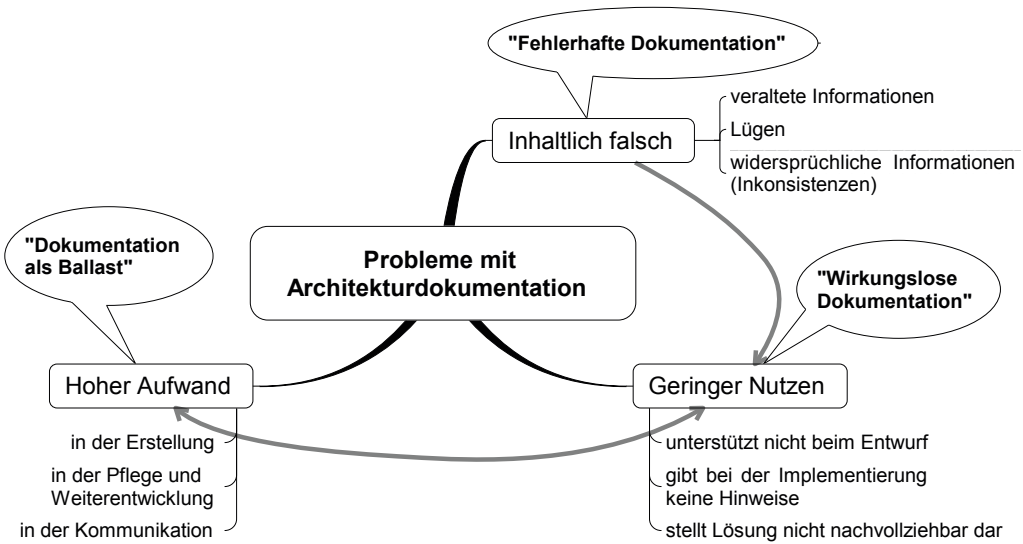 "Fehlerhafte Dokumentation"
veraltete Informationen
Inhaltlich falsch
Lügen
widersprüchliche Informationen
(Inkonsistenzen)
"Dokumentation
als Ballast"
Probleme mit
Architekturdokumentation
"Wirkungslose
Dokumentation"
Hoher Aufwand
in der Erstellung
in der Pflege und
Weiterentwicklung
in der Kommunikation
Geringer Nutzen
unterstützt nicht beim Entwurf
gibt bei der Implementierung
keine Hinweise
stellt Lösung nicht nachvollziehbar dar